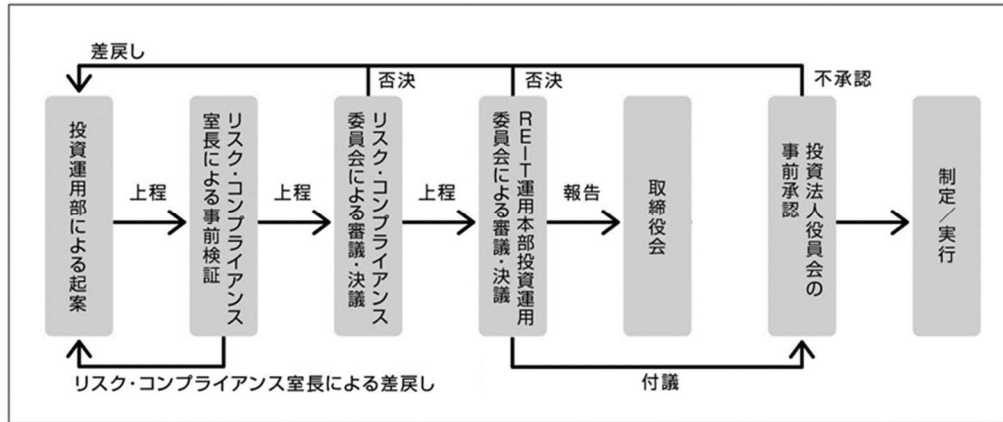 差戻し
否決
否決
不承認
投資運用部による起案
上程
リスク・コンプライアンス
室長による事前検証
上程
リスク・コンプライアンス
委員会による審議・決議
上程
REIT運用本部投資運用
委員会による審議・決議
報告
取締役会
投資法人役員会の
事前承認
制定/実行
リスク・コンプライアンス室長による差戻し
付議